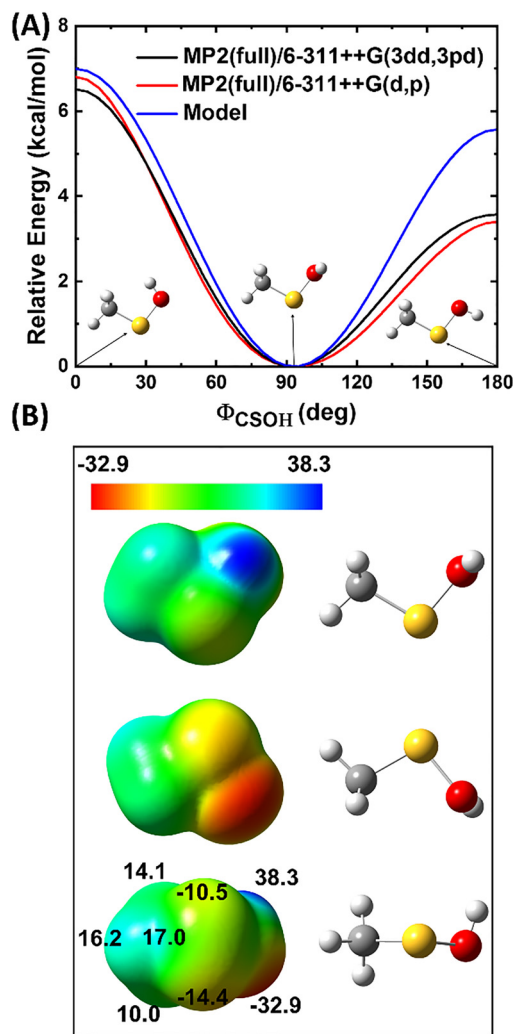 (A)
8
6
4
2
0
Relative Energy (kcal/mol)
MP2(full)/6-311++G(3dd,3pd)
MP2(full)/6-311++G(d,p)
Model
0 30 60 90 120 150 180
ΦCSOH (deg)
(B)
-32.9 38.3
14.1 -10.5 38.3
16.2 17.0
10.0 -14.4 -32.9